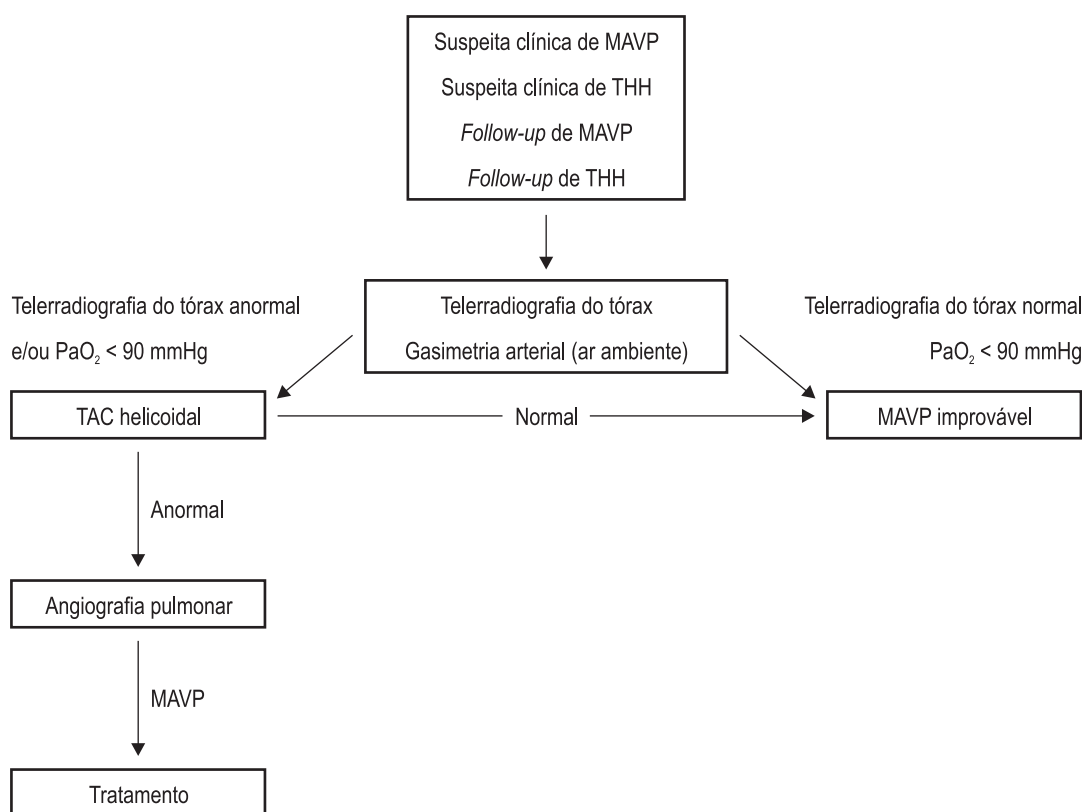 Suspeita clínica de MAVP
Suspeita clínica de THH
Follow-up de MAVP
Follow-up de THH
Telerradiografia do tórax anormal
e/ou PaO₂ < 90 mmHg
Telerradiografia do tórax
Gasimetria arterial (ar ambiente)
Telerradiografia do tórax normal
PaO₂ < 90 mmHg
TAC helicoidal
Normal
MAVP improvável
Anormal
Angiografia pulmonar
MAVP
Tratamento